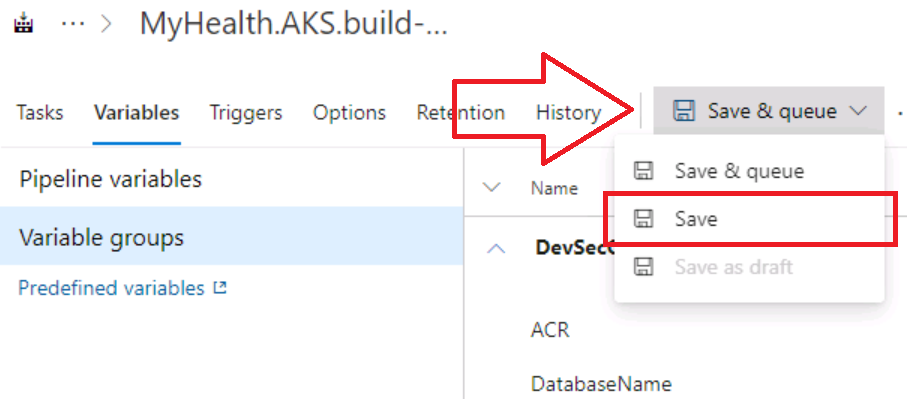 ··· > MyHealth.AKS.build-...
Tasks Variables Triggers Options Retention History Save & queue
Pipeline variables
Variable groups
Predefined variables
Name
Save & queue
Save
Save as draft
ACR
DatabaseName